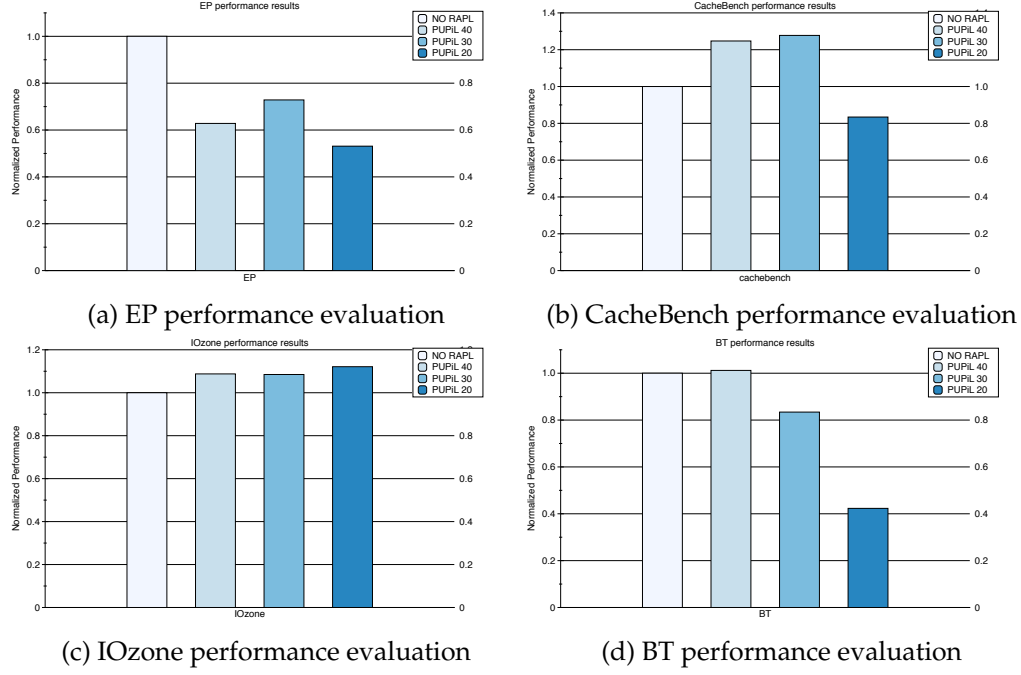 EP performance results
NO RAPL
PUPiL 40
PUPiL 30
PUPiL 20
Normalized Performance
1.0
0.8
0.6
0.4
0.2
0
0.8
0.6
0.4
0.2
0
EP
(a) EP performance evaluation
CacheBench performance results
NO RAPL
PUPiL 40
PUPiL 30
PUPiL 20
Normalized Performance
1.4
1.2
1.0
0.8
0.6
0.4
0.2
0
1.0
0.8
0.6
0.4
0.2
0
cachebench
(b) CacheBench performance evaluation
IOzone performance results
NO RAPL
PUPiL 40
PUPiL 30
PUPiL 20
Normalized Performance
1.2
1.0
0.8
0.6
0.4
0.2
0
0.8
0.6
0.4
0.2
0
IOzone
(c) IOzone performance evaluation
BT performance results
NO RAPL
PUPiL 40
PUPiL 30
PUPiL 20
Normalized Performance
1.0
0.8
0.6
0.4
0.2
0
0.8
0.6
0.4
0.2
0
BT
(d) BT performance evaluation